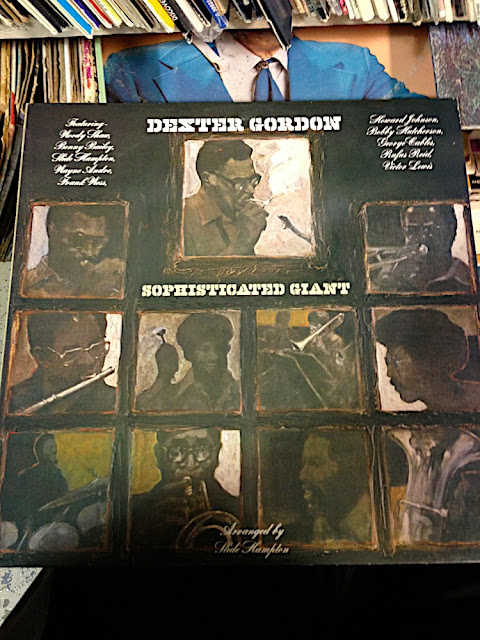 DEXTER GORDON
Featuring-
Woody Shaw,
Benny Bailey,
Slide Hampton,
Wayne Andre,
Frank Wess,
Howard Johnson,
Bobby Hutcherson,
George Cables,
Rufus Reid,
Victor Lewis
SOPHISTICATED GIANT
Arranged by
Slide Hampton